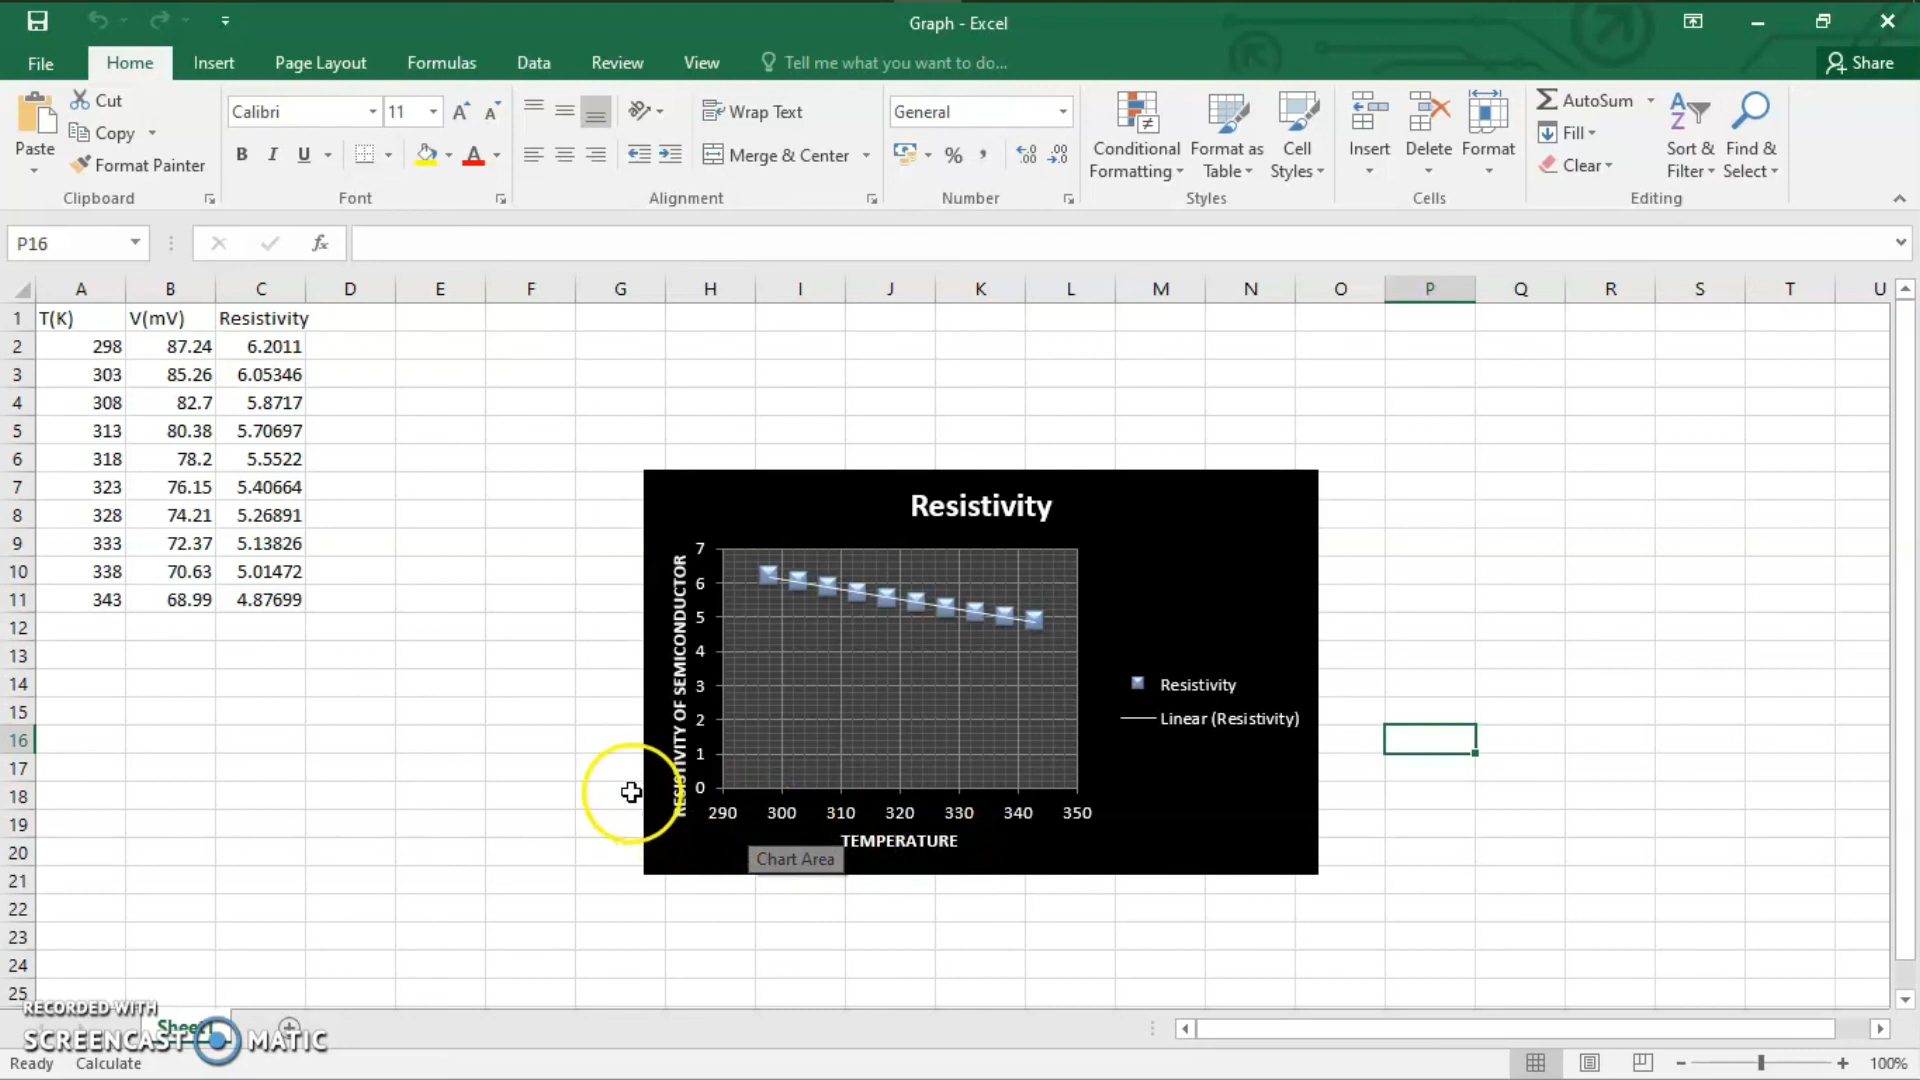 Graph - Excel
File Home Insert Page Layout Formulas Data Review View Tell me what you want to do... Share
Paste Cut Copy Format Painter Clipboard
Calibri 11 A A B I U A Font
Wrap Text Merge & Center Alignment
General % , .00 Number
Conditional Formatting Format as Table Cell Styles Styles
Insert Delete Format Cells
AutoSum Fill Clear Sort & Filter Find & Select Editing
P16 fx
A B C D E F G H I J K L M N O P Q R S T U
1 T(K) V(mV) Resistivity
2 298 87.24 6.2011
3 303 85.26 6.05346
4 308 82.7 5.8717
5 313 80.38 5.70697
6 318 78.2 5.5522
7 323 76.15 5.40664
8 328 74.21 5.26891
9 333 72.37 5.13826
10 338 70.63 5.01472
11 343 68.99 4.87699
12
13
14
15
16
17
18
19
20
21
22
23
24
25
Resistivity
RESISTIVITY OF SEMICONDUCTOR
7
6
5
4
3
2
1
0
290 300 310 320 330 340 350
TEMPERATURE
Resistivity
Linear (Resistivity)
Chart Area
RECORDED WITH
SCREENCAST MATIC
Sheet1
Ready Calculate 100%